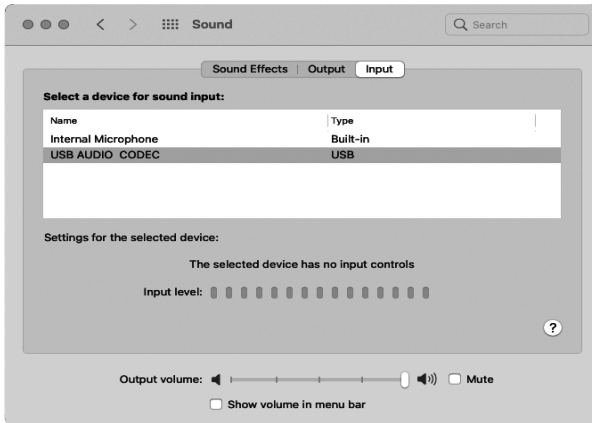 Sound
Search
Sound Effects Output Input
Select a device for sound input:
Name Type
Internal Microphone Built-in
USB AUDIO CODEC USB
Settings for the selected device:
The selected device has no input controls
Input level:
?
Output volume: Mute
Show volume in menu bar